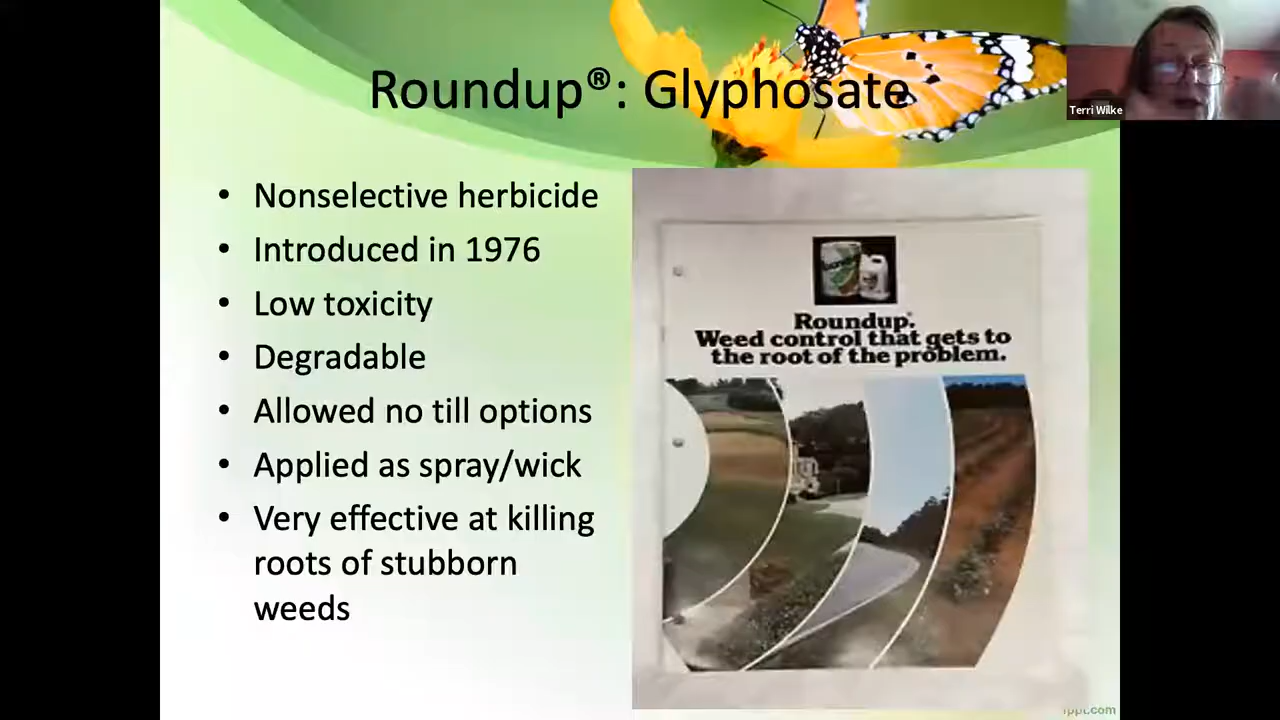 Roundup®: Glyphosate
Terri Wilke
• Nonselective herbicide
• Introduced in 1976
• Low toxicity
• Degradable
• Allowed no till options
• Applied as spray/wick
• Very effective at killing
roots of stubborn
weeds
Roundup.®
Weed control that gets to
the root of the problem.
fppt.com